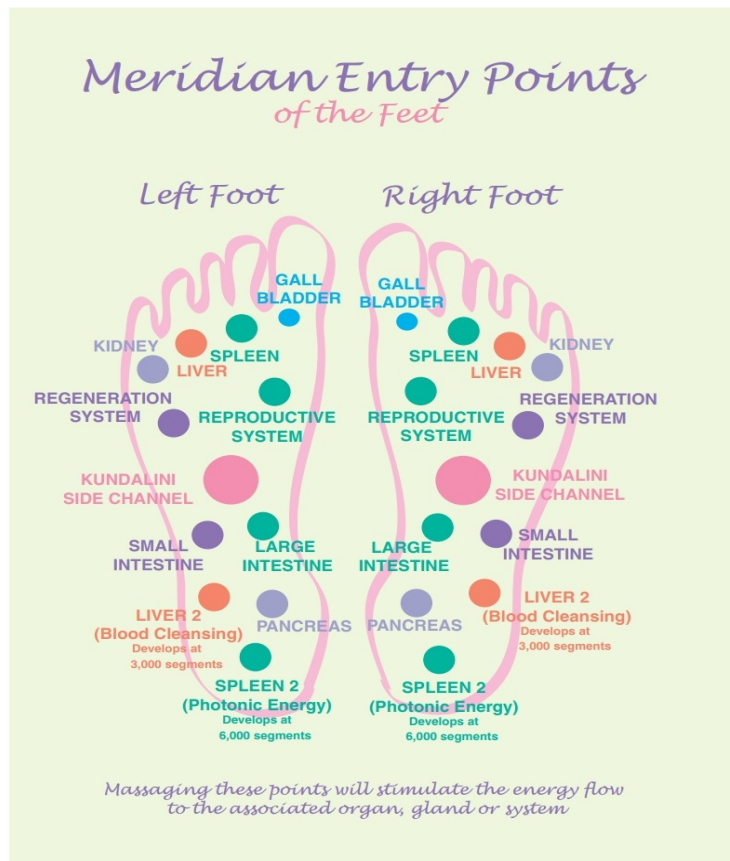 Meridian Entry Points
of the Feet
Left Foot
GALL
BLADDER
SPLEEN
LIVER
KIDNEY
REGENERATION
SYSTEM
REPRODUCTIVE
SYSTEM
KUNDALINI
SIDE CHANNEL
SMALL
INTESTINE
LARGE
INTESTINE
LIVER 2
(Blood Cleansing)
Develops at
3,000 segments
PANCREAS
SPLEEN 2
(Photonic Energy)
Develops at
6,000 segments
Right Foot
GALL
BLADDER
SPLEEN
LIVER
KIDNEY
REPRODUCTIVE
SYSTEM
REGENERATION
SYSTEM
KUNDALINI
SIDE CHANNEL
LARGE
INTESTINE
SMALL
INTESTINE
PANCREAS
LIVER 2
(Blood Cleansing)
Develops at
3,000 segments
SPLEEN 2
(Photonic Energy)
Develops at
6,000 segments
Massaging these points will stimulate the energy flow
to the associated organ, gland or system